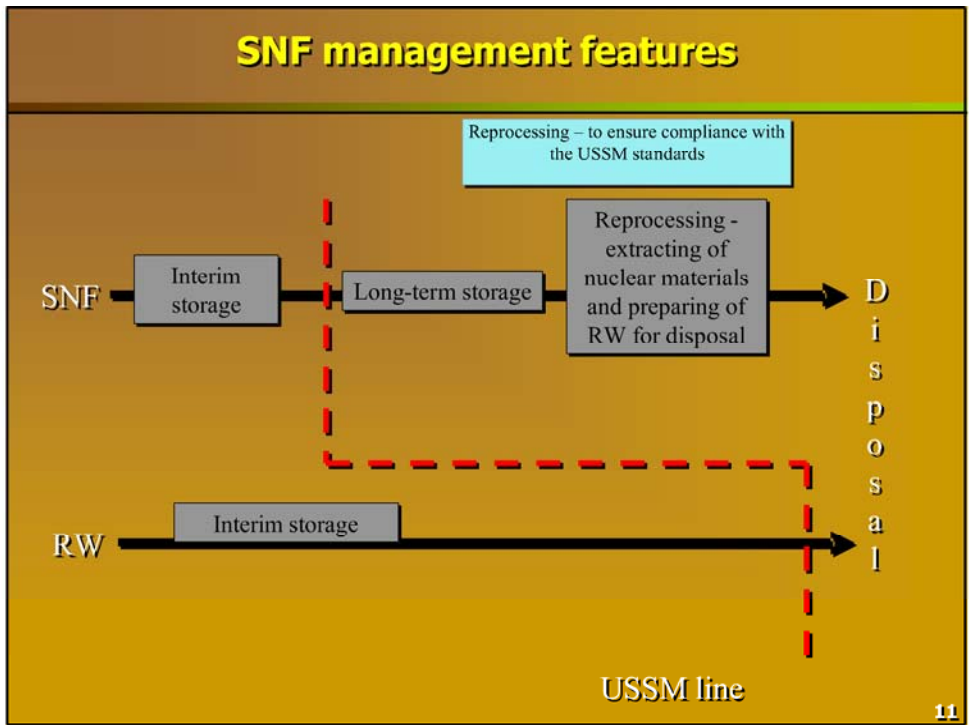 SNF management features
Reprocessing – to ensure compliance with
the USSM standards
SNF
Interim
storage
Long-term storage
Reprocessing -
extracting of
nuclear materials
and preparing of
RW for disposal
D
i
s
p
o
s
a
l
RW
Interim storage
USSM line
11